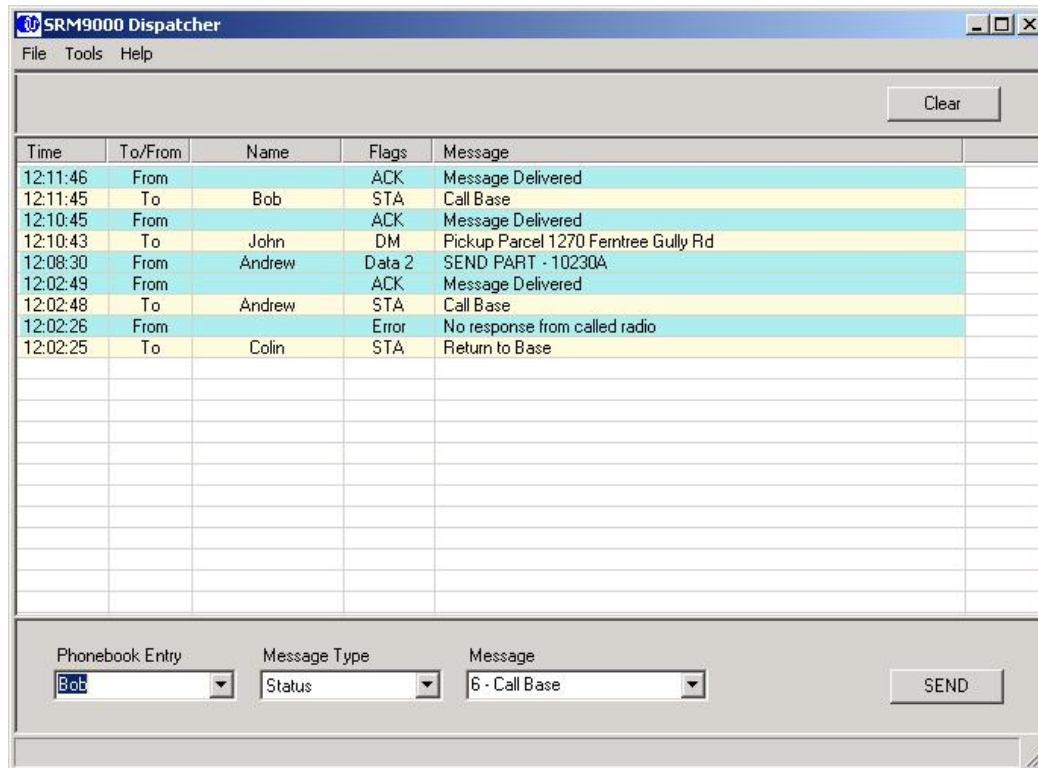 SRM9000 Dispatcher
File Tools Help
Clear
Time To/From Name Flags Message
12:11:46 From ACK Message Delivered
12:11:45 To Bob STA Call Base
12:10:45 From ACK Message Delivered
12:10:43 To John DM Pickup Parcel 1270 Ferntree Gully Rd
12:08:30 From Andrew Data 2 SEND PART - 10230A
12:02:49 From ACK Message Delivered
12:02:48 To Andrew STA Call Base
12:02:26 From Error No response from called radio
12:02:25 To Colin STA Return to Base
Phonebook Entry Message Type Message
Bob Status 6 - Call Base SEND